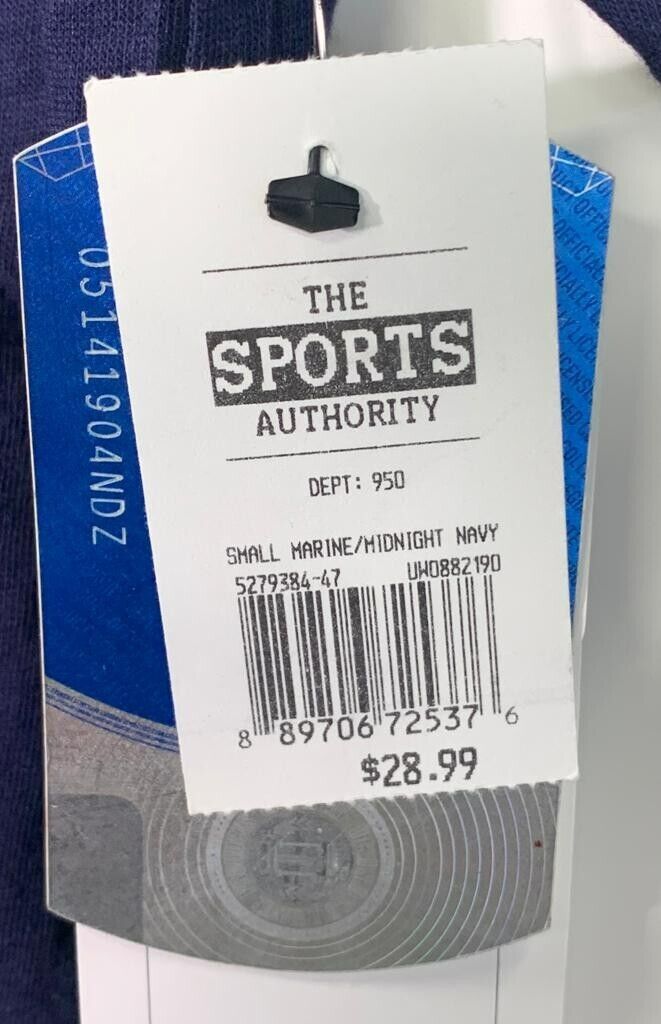 THE
SPORTS
AUTHORITY
DEPT: 950
SMALL MARINE/MIDNIGHT NAVY
5279384-47 UW0882190
8 89706 72537 6
$28.99
05141904NDZ